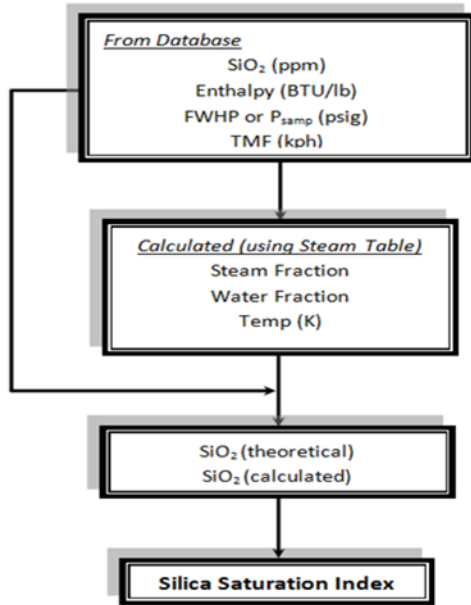 From Database
SiO₂ (ppm)
Enthalpy (BTU/lb)
FWHP or Pₛₐₘₚ (psig)
TMF (kph)
Calculated (using Steam Table)
Steam Fraction
Water Fraction
Temp (K)
SiO₂ (theoretical)
SiO₂ (calculated)
Silica Saturation Index